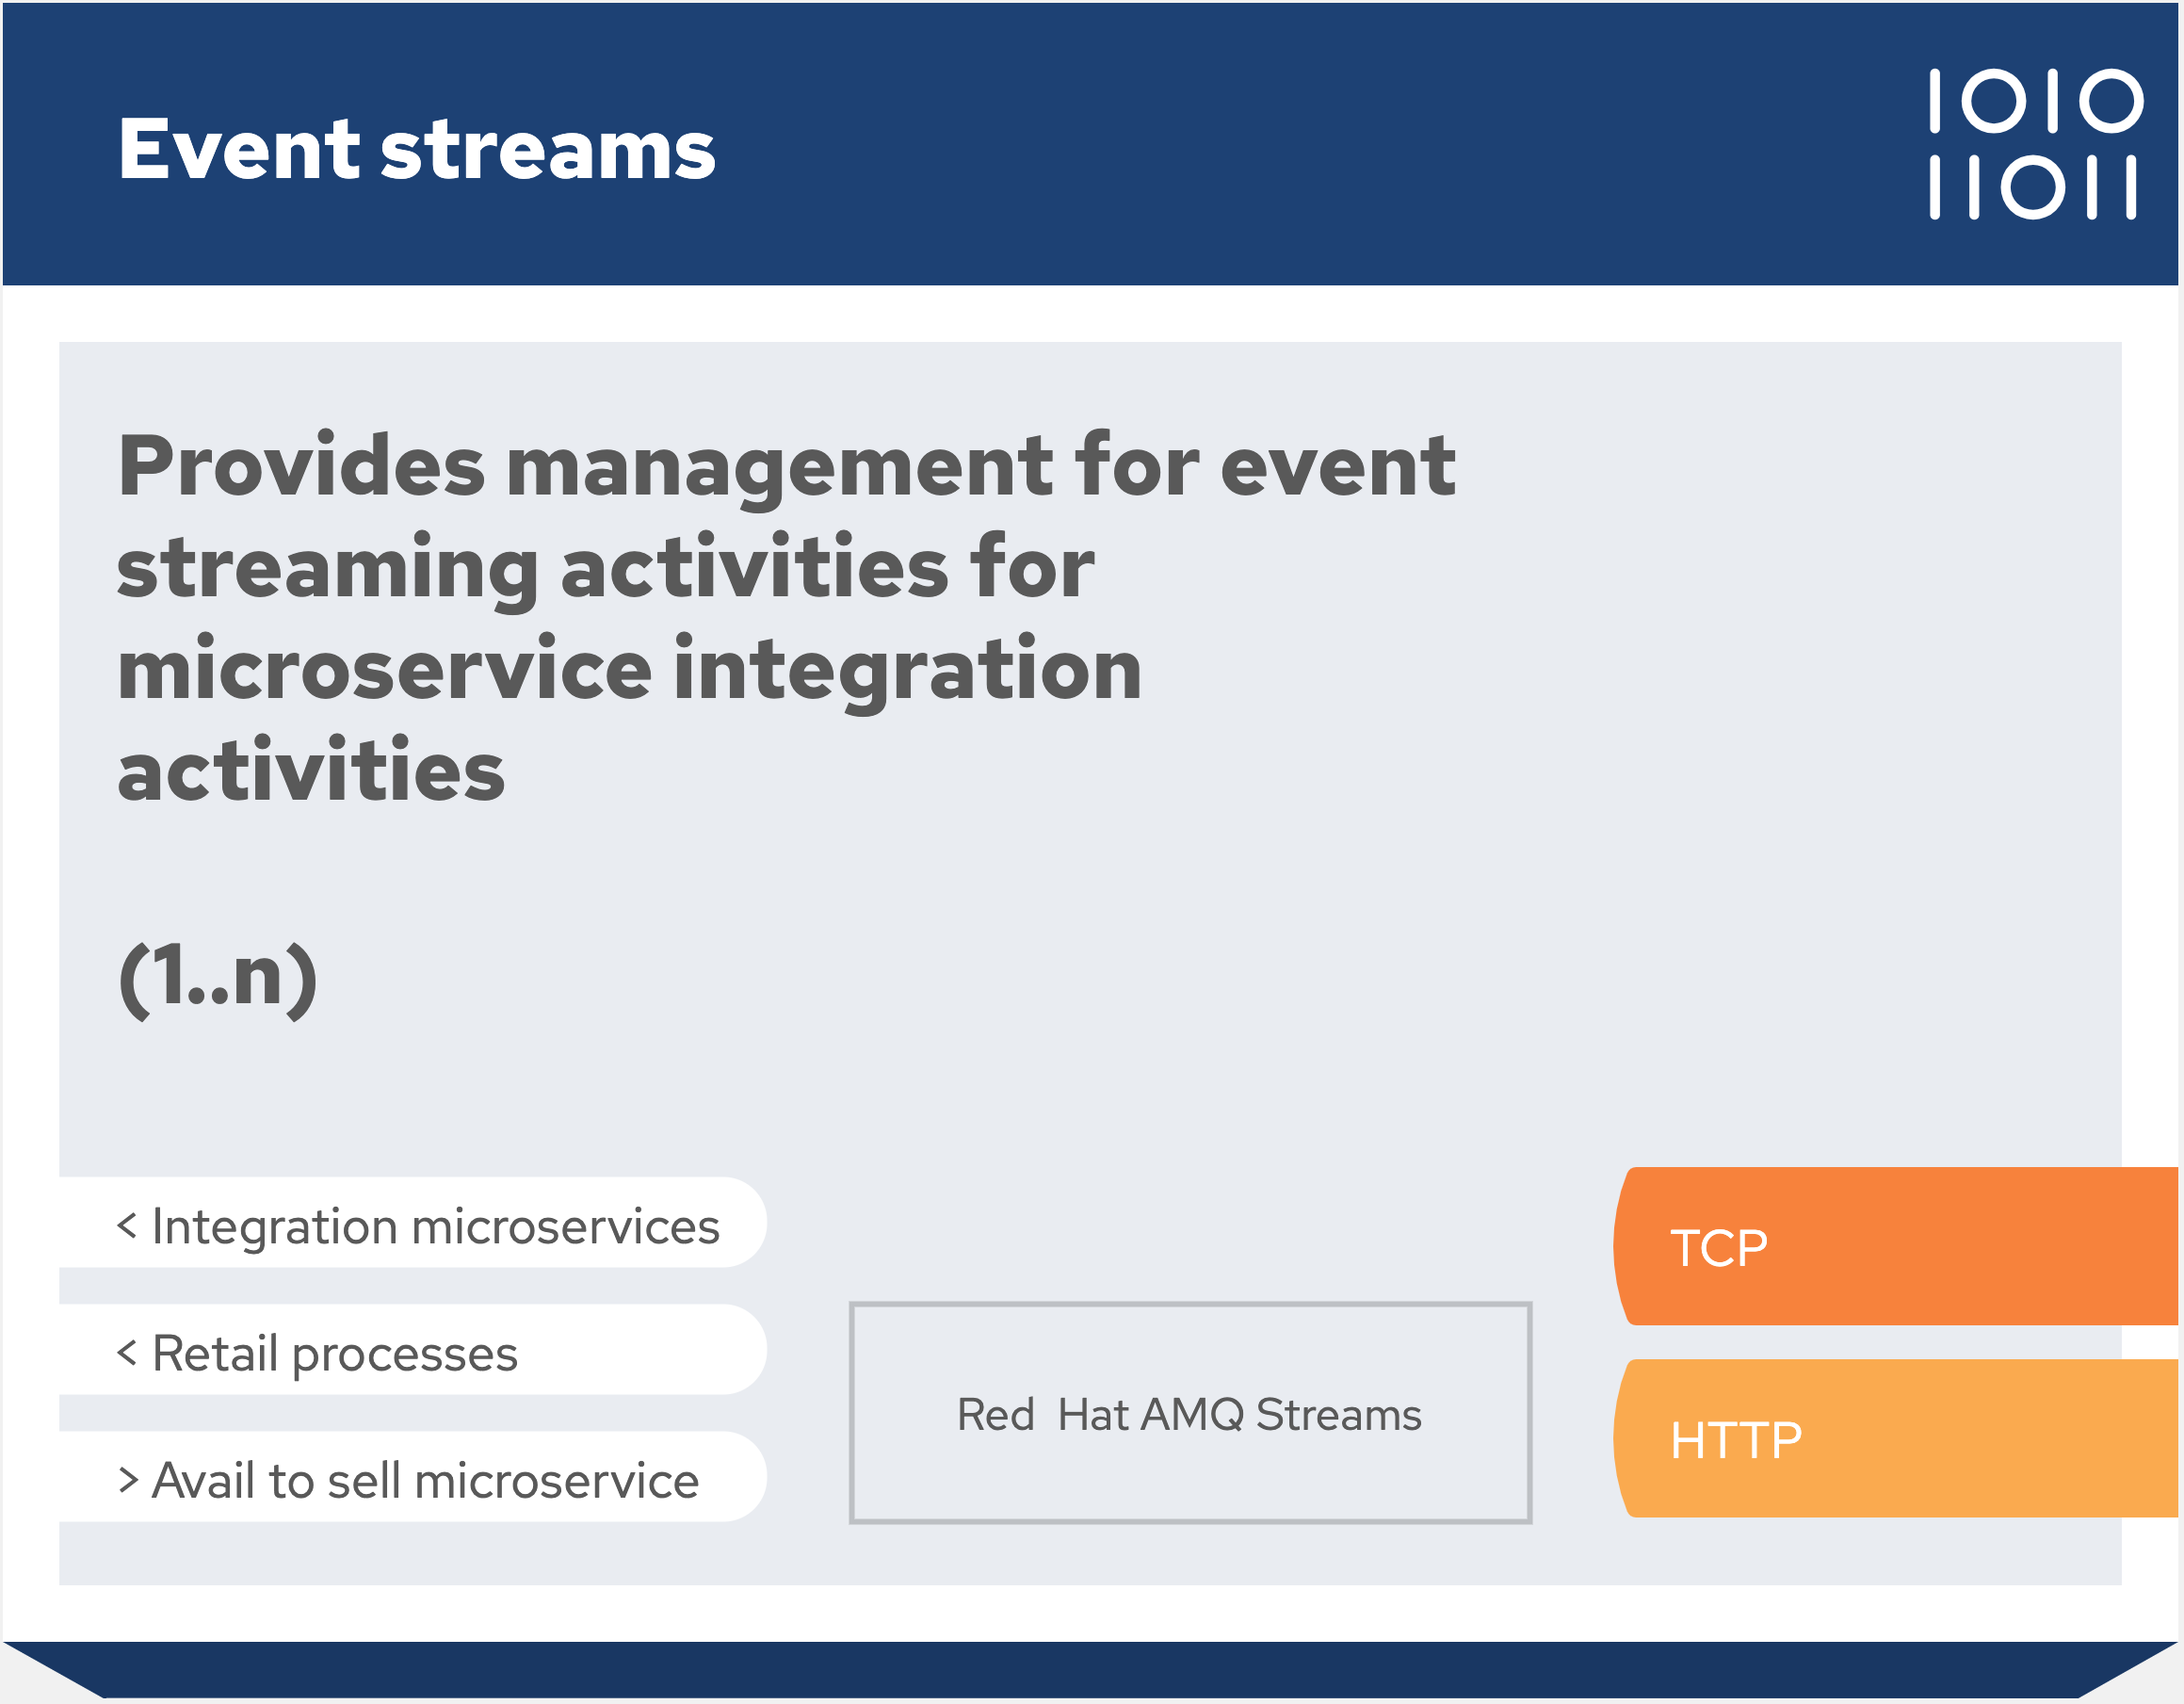 Event streams
1010
11011
Provides management for event
streaming activities for
microservice integration
activities
(1..n)
< Integration microservices
< Retail processes
> Avail to sell microservice
Red  Hat AMQ Streams
TCP
HTTP